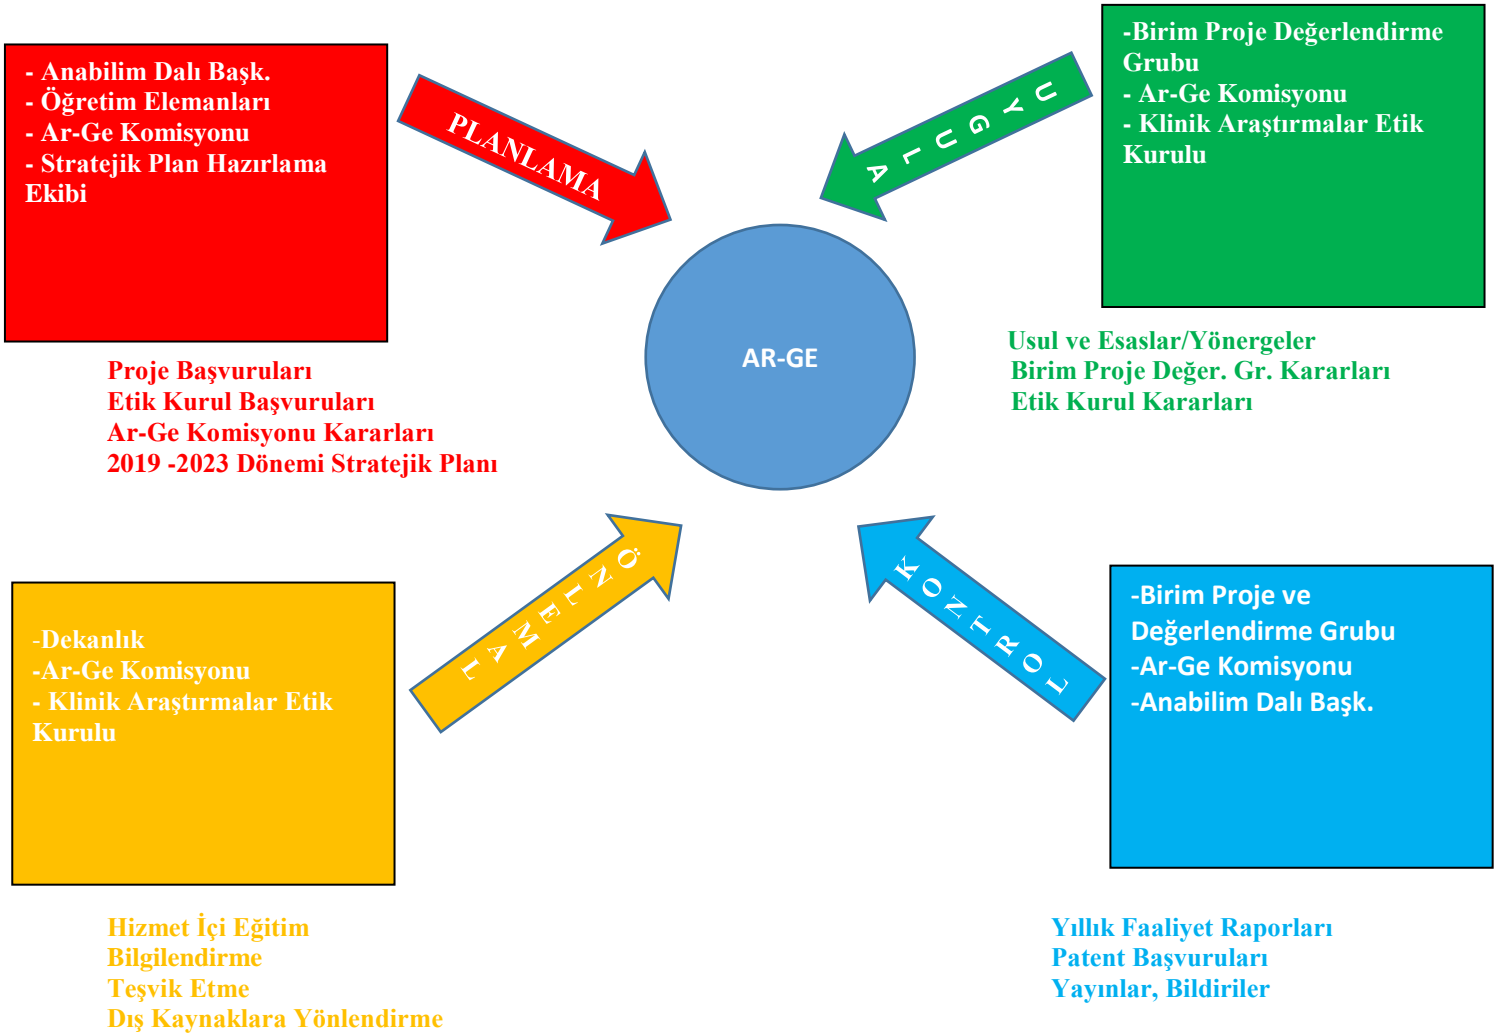 - Anabilim Dalı Başk.
- Öğretim Elemanları
- Ar-Ge Komisyonu
- Stratejik Plan Hazırlama
Ekibi
PLANLAMA
UYGULA
-Birim Proje Değerlendirme
Grubu
- Ar-Ge Komisyonu
- Klinik Araştırmalar Etik
Kurulu
AR-GE
Proje Başvuruları
Etik Kurul Başvuruları
Ar-Ge Komisyonu Kararları
2019 -2023 Dönemi Stratejik Planı
Usul ve Esaslar/Yönergeler
Birim Proje Değer. Gr. Kararları
Etik Kurul Kararları
-Dekanlık
-Ar-Ge Komisyonu
- Klinik Araştırmalar Etik
Kurulu
ÖNLEM AL
KONTROL
-Birim Proje ve
Değerlendirme Grubu
-Ar-Ge Komisyonu
-Anabilim Dalı Başk.
Hizmet İçi Eğitim
Bilgilendirme
Teşvik Etme
Dış Kaynaklara Yönlendirme
Yıllık Faaliyet Raporları
Patent Başvuruları
Yayınlar, Bildiriler